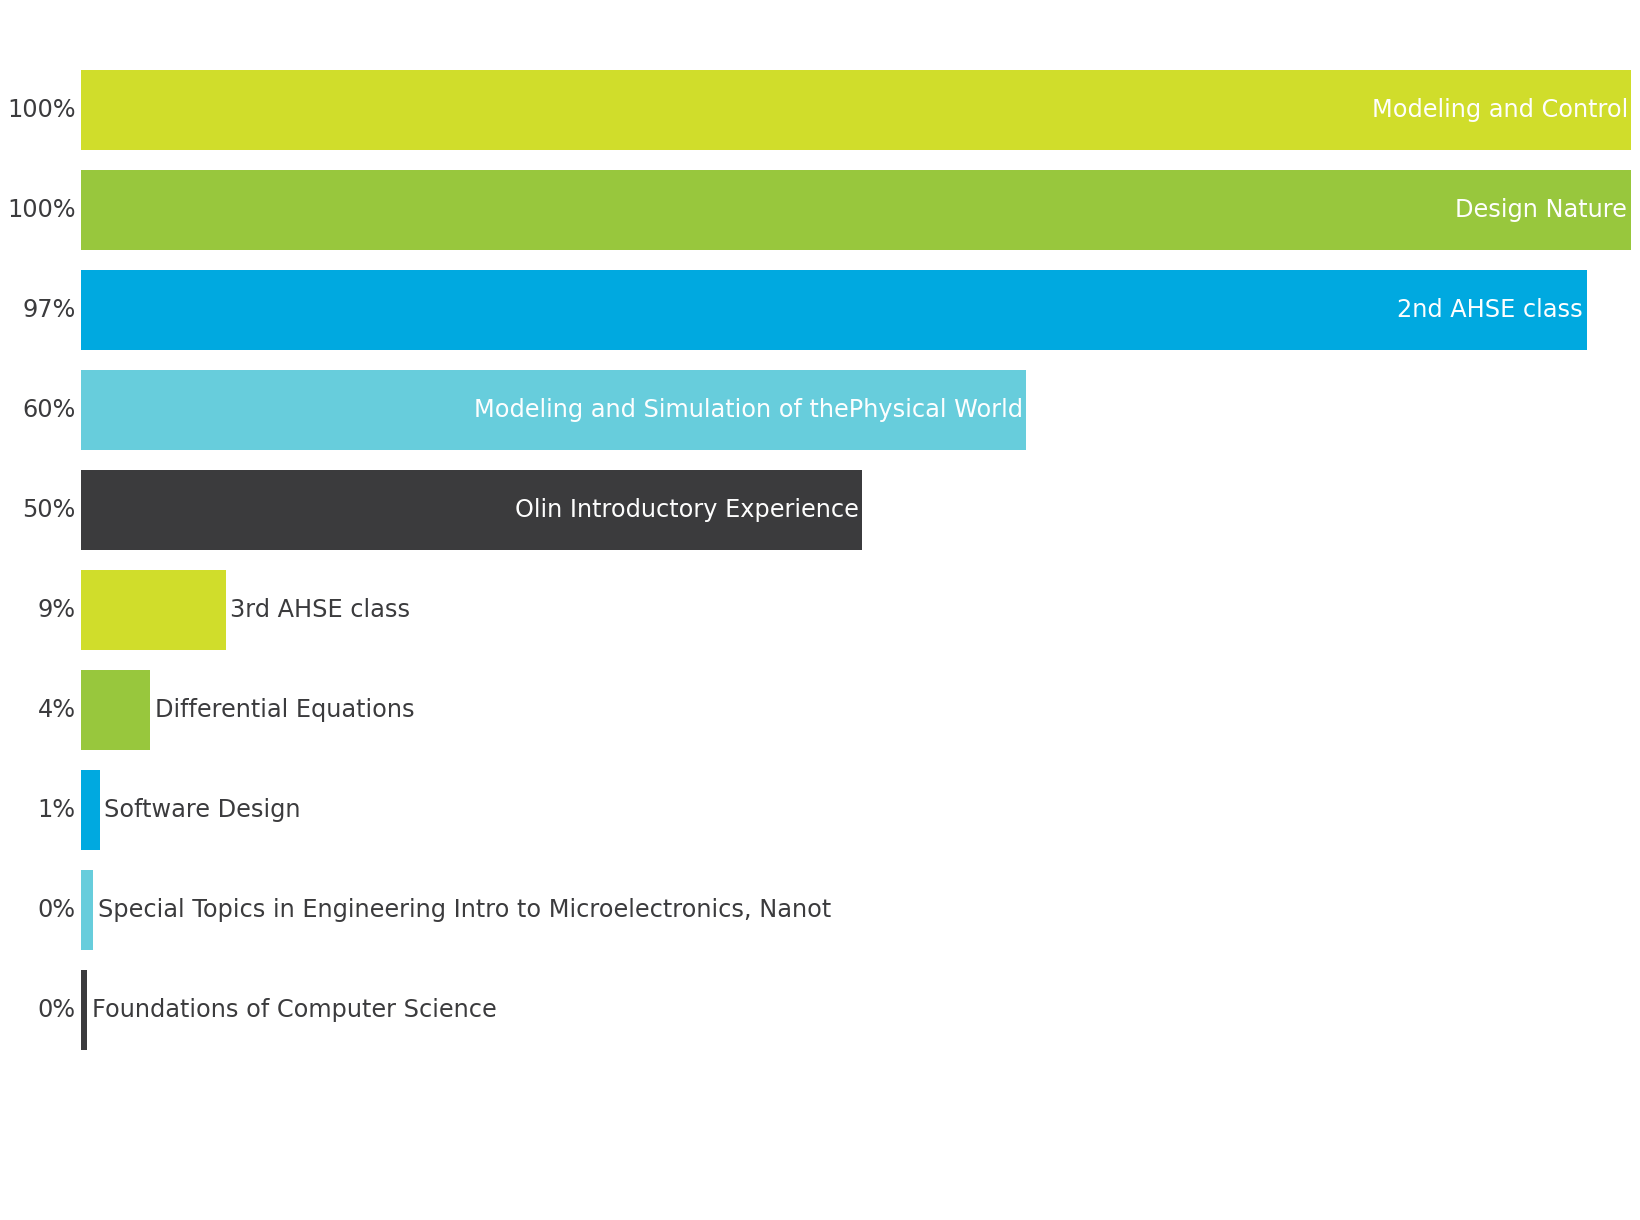 100% Modeling and Control
100% Design Nature
97% 2nd AHSE class
60% Modeling and Simulation of thePhysical World
50% Olin Introductory Experience
9% 3rd AHSE class
4% Differential Equations
1% Software Design
0% Special Topics in Engineering Intro to Microelectronics, Nanot
0% Foundations of Computer Science